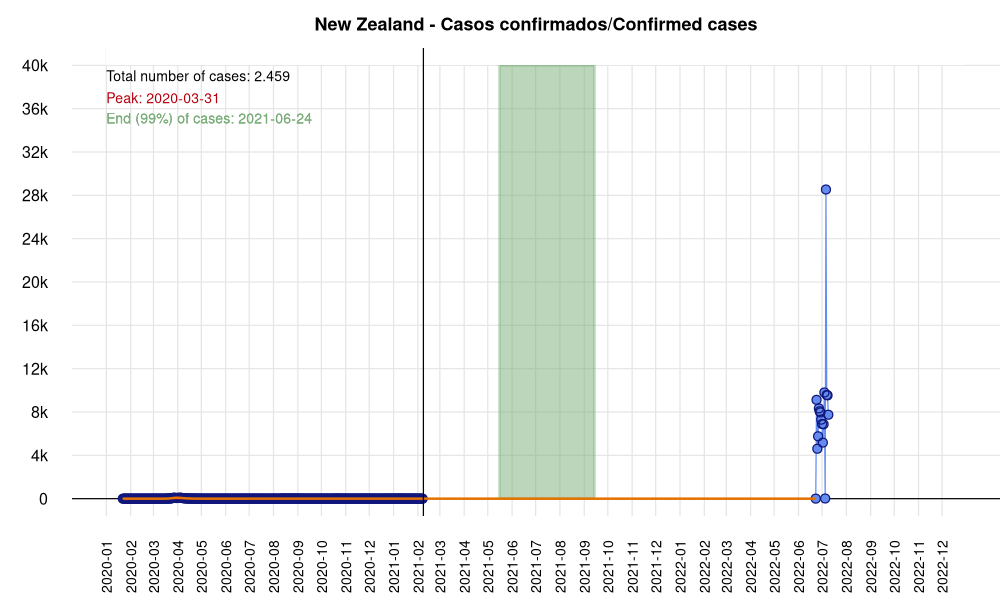 New Zealand - Casos confirmados/Confirmed cases
40k
36k
32k
28k
24k
20k
16k
12k
8k
4k
0
Total number of cases: 2.459
Peak: 2020-03-31
End (99%) of cases: 2021-06-24
2020-01
2020-02
2020-03
2020-04
2020-05
2020-06
2020-07
2020-08
2020-09
2020-10
2020-11
2020-12
2021-01
2021-02
2021-03
2021-04
2021-05
2021-06
2021-07
2021-08
2021-09
2021-10
2021-11
2021-12
2022-01
2022-02
2022-03
2022-04
2022-05
2022-06
2022-07
2022-08
2022-09
2022-10
2022-11
2022-12